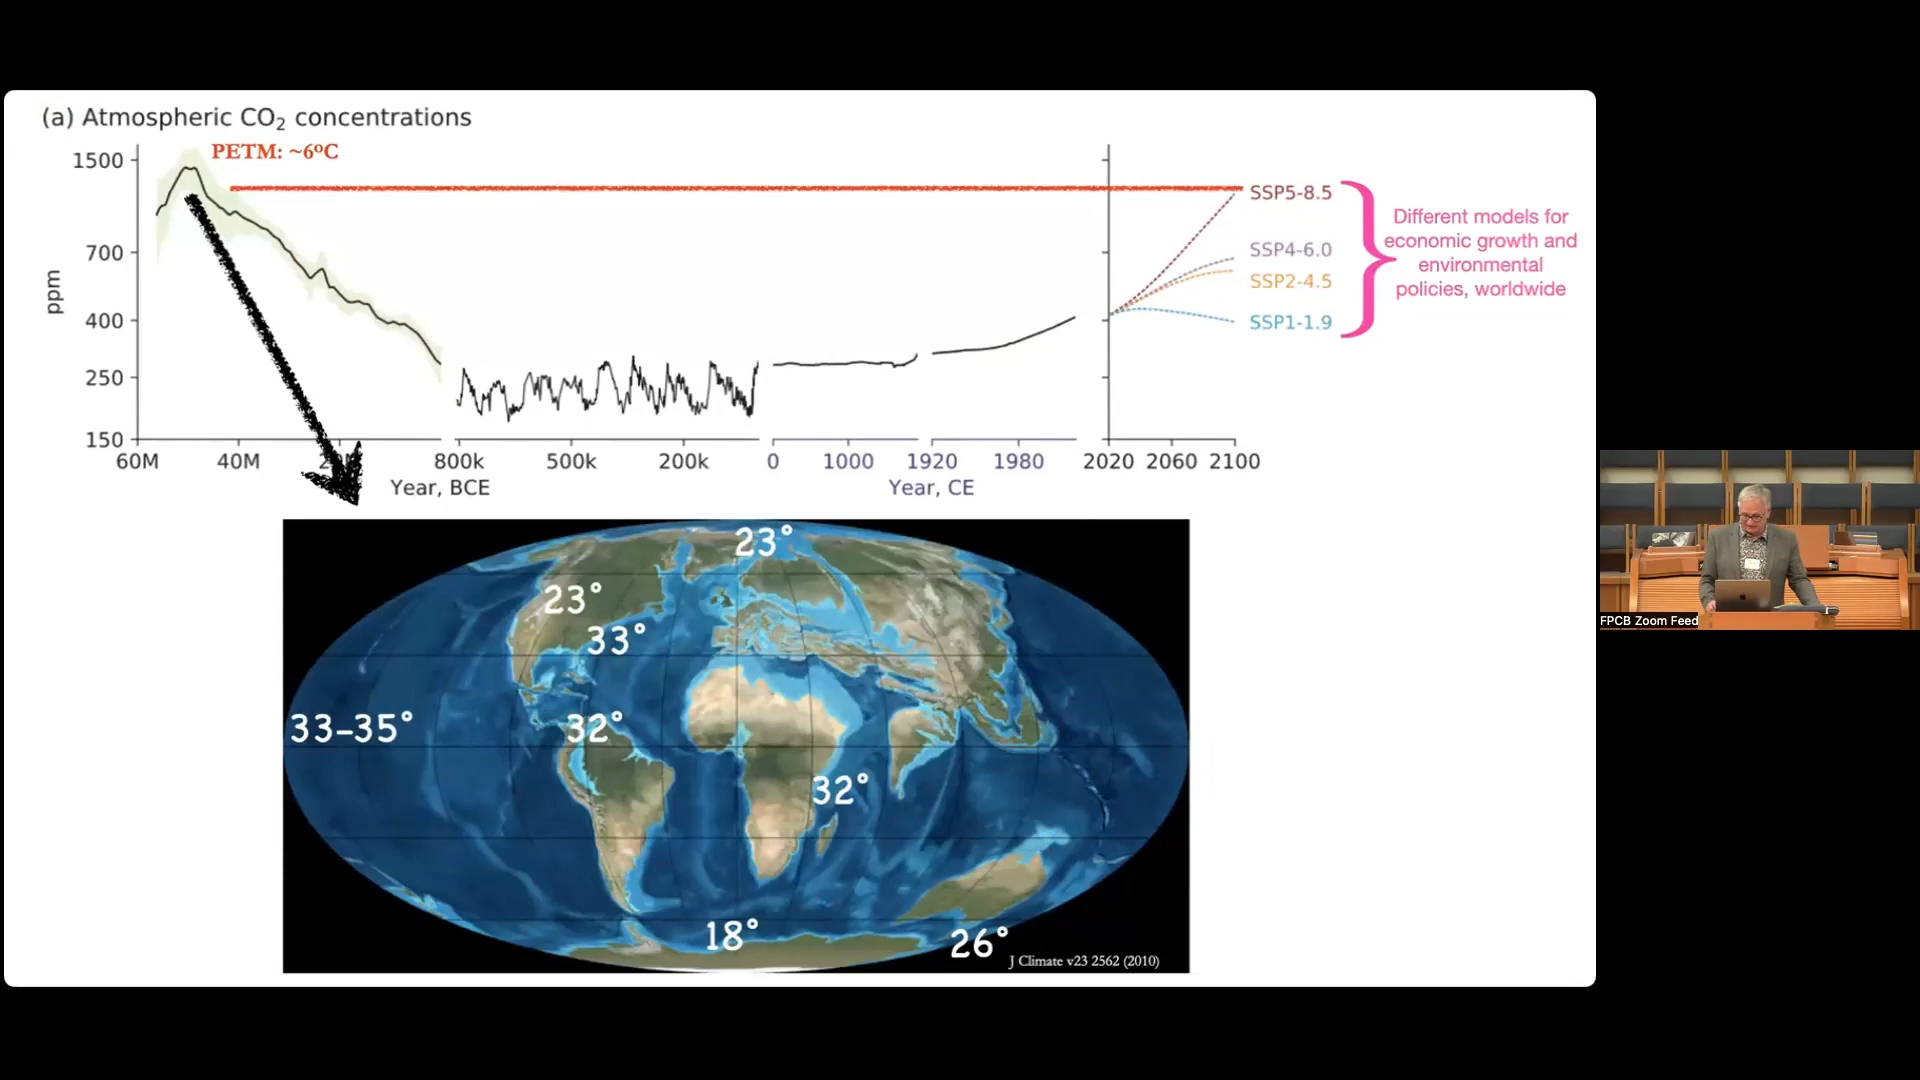 (a) Atmospheric CO₂ concentrations
PETM: ~6°C
1500
700
400
250
150
ppm
60M 40M 800k 500k 200k 0 1000 1920 1980 2020 2060 2100
Year, BCE
Year, CE
SSP5-8.5
SSP4-6.0
SSP2-4.5
SSP1-1.9
Different models for
economic growth and
environmental
policies, worldwide
23°
23°
33°
33-35°
32°
32°
18°
26°
J Climate v23 2562 (2010)
FPCB Zoom Feed